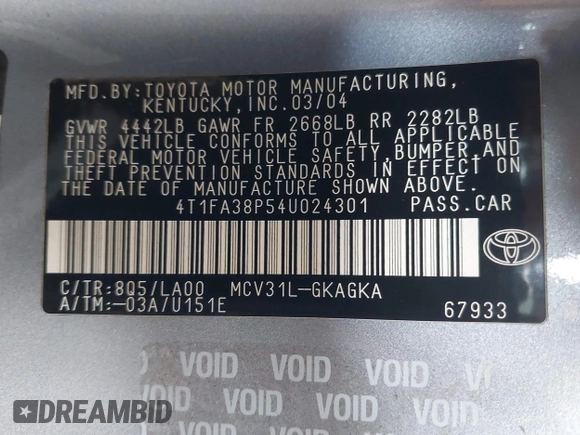 MFD.BY:TOYOTA MOTOR MANUFACTURING,
KENTUCKY,INC.03/04
GVWR 4442LB GAWR FR 2668LB RR 2282LB
THIS VEHICLE CONFORMS TO ALL APPLICABLE
FEDERAL MOTOR VEHICLE SAFETY,BUMPER,AND
THEFT PREVENTION STANDARDS IN EFFECT ON
THE DATE OF MANUFACTURE SHOWN ABOVE.
4T1FA38P54U024301 PASS.CAR
C/TR:8Q5/LA00 MCV31L-GKAGKA
A/TM:-03A/U151E 67933
VOID VOID VOID VOID
VOID VOID VOID
DREAMBID